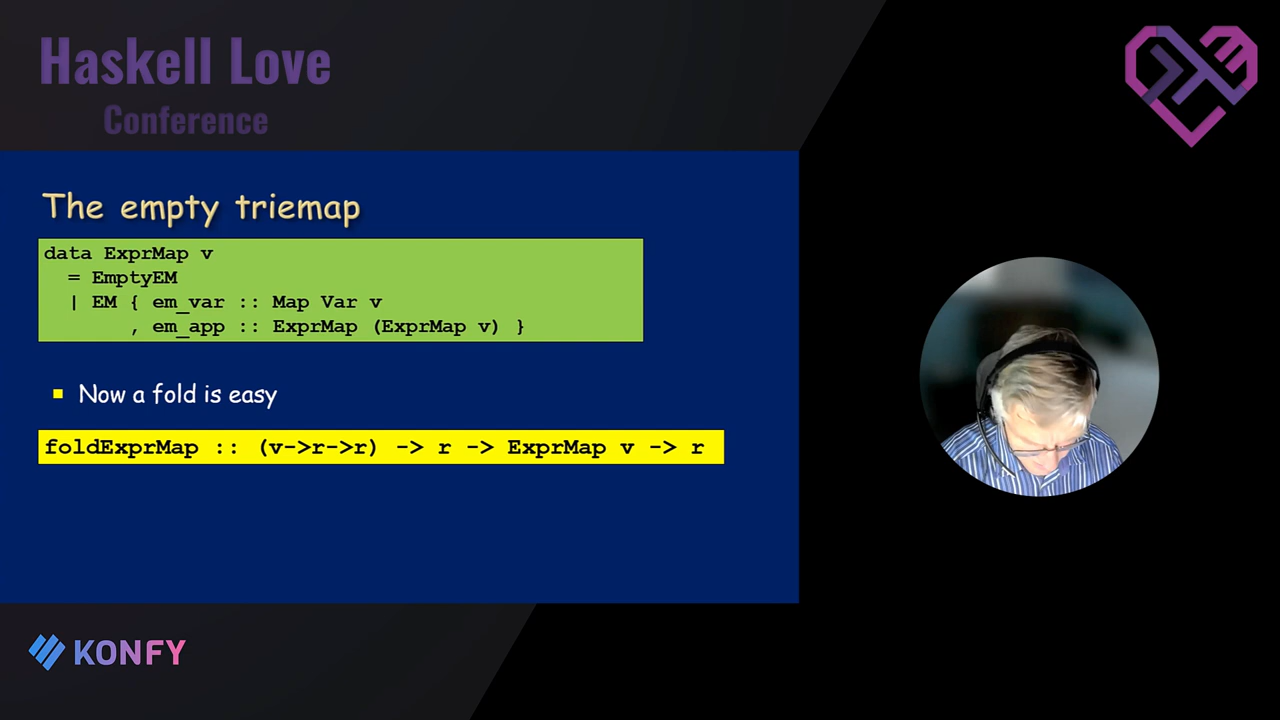 Haskell Love
Conference
The empty triemap
data ExprMap v
= EmptyEM
| EM { em_var :: Map Var v
, em_app :: ExprMap (ExprMap v) }
Now a fold is easy
foldExprMap :: (v->r->r) -> r -> ExprMap v -> r
KONFY